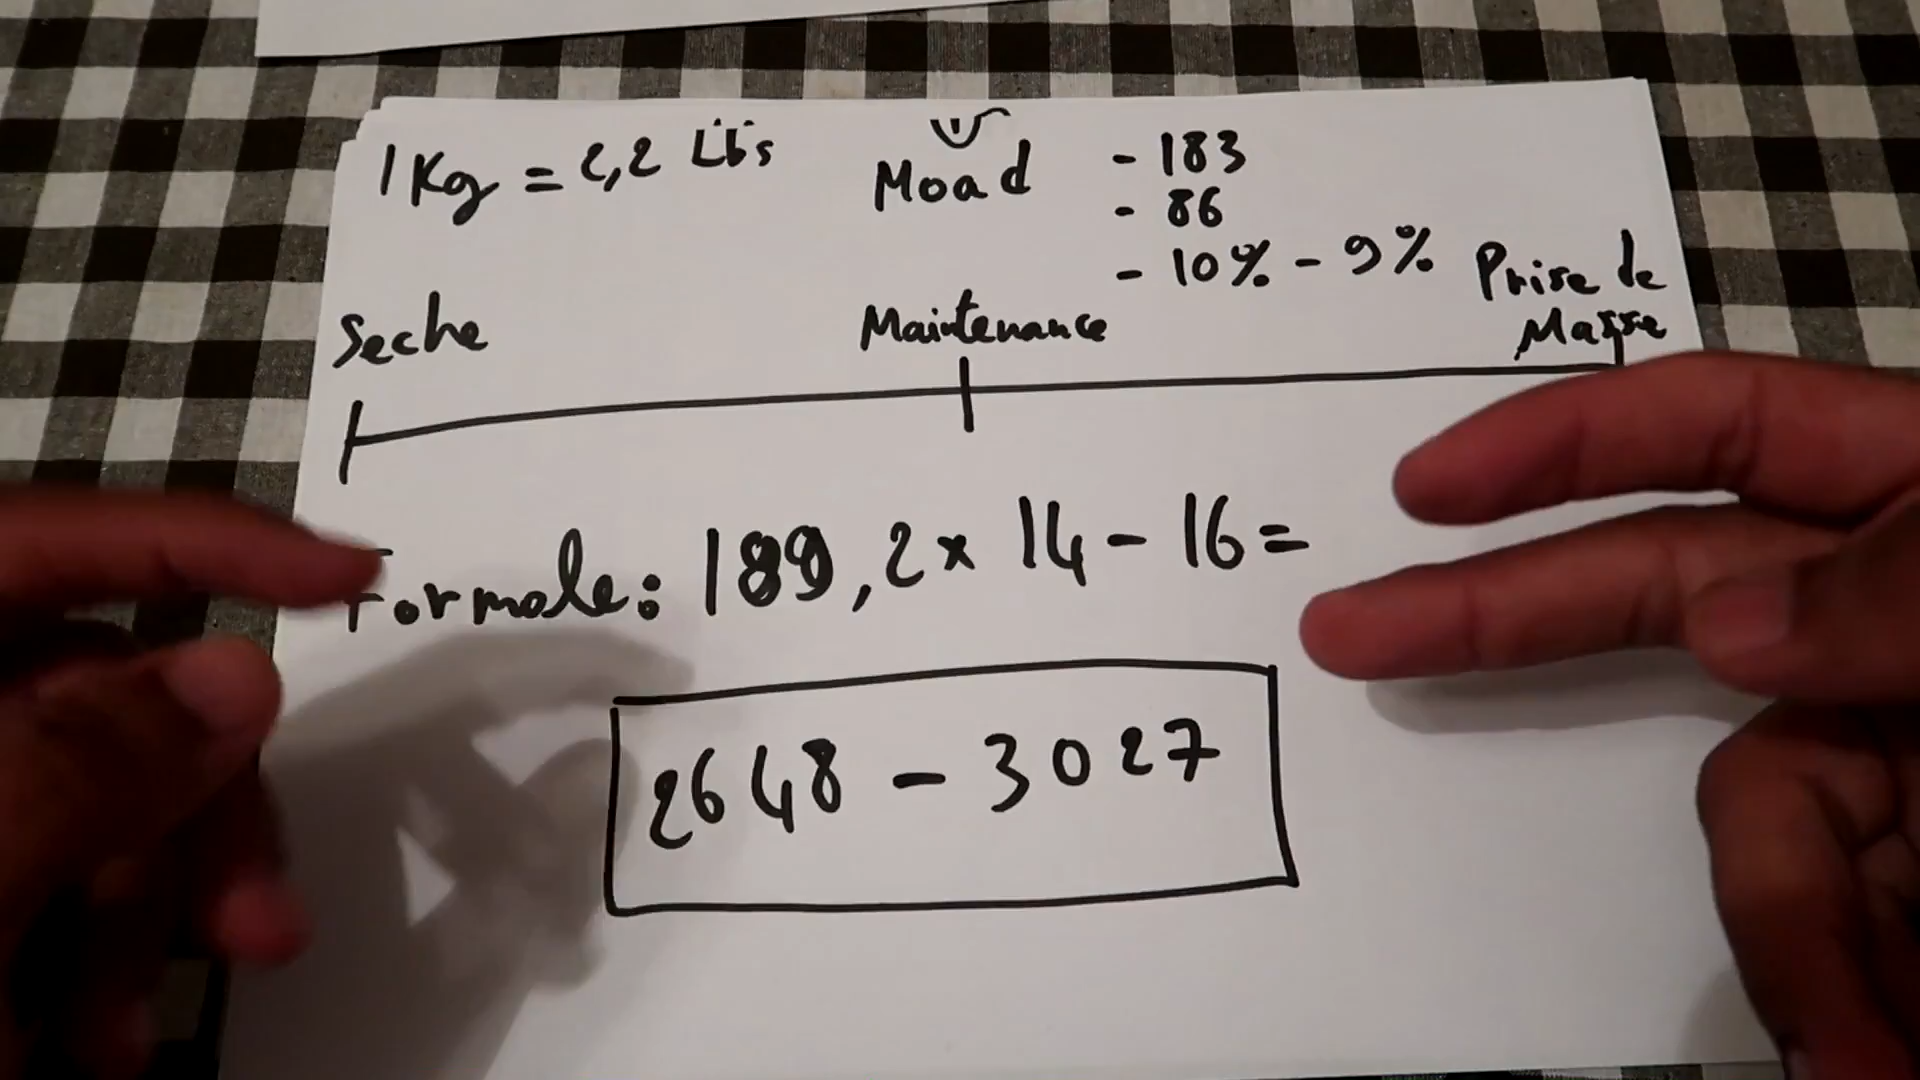 1Kg = 2,2 Lbs
Moad
- 183
- 86
- 10% - 9%
Seche
Maintenance
Prise de
Masse
Formole: 189,2 x 14 - 16 =
2648 - 3027